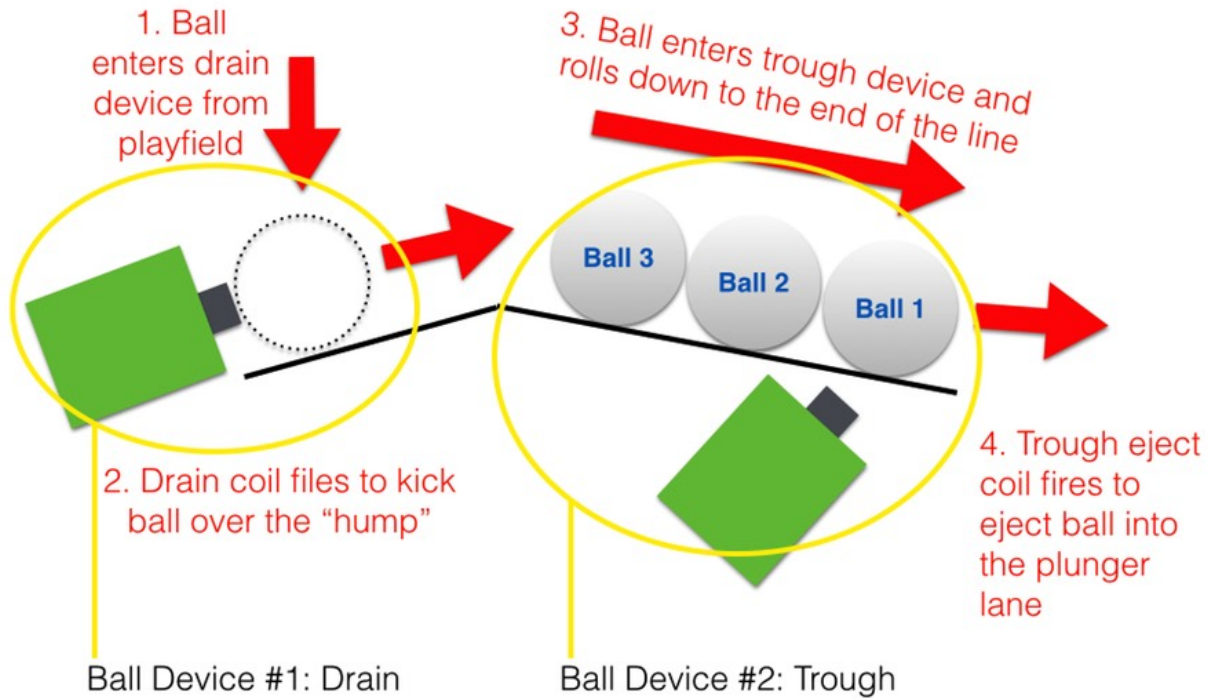 1. Ball
enters drain
device from
playfield
3. Ball enters trough device and
rolls down to the end of the line
Ball 3
Ball 2
Ball 1
2. Drain coil files to kick
ball over the “hump”
4. Trough eject
coil fires to
eject ball into
the plunger
lane
Ball Device #1: Drain
Ball Device #2: Trough